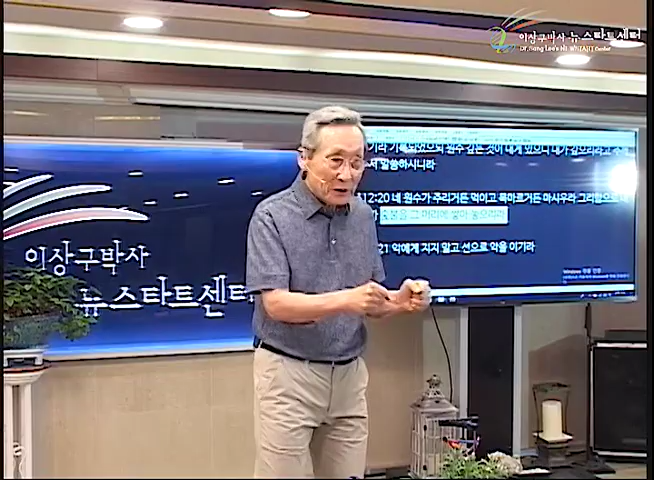 이상구박사 뉴스타트센터
Dr. Sang Lee's NEWSTART Center
기라 기록되었으되 원수 갚는 것이 내게 있으니 내가 갚으리라고
서 말씀하시니라
12:20 네 원수가 주리거든 먹이고 목마르거든 마시우라 그리함으로
숯불을 그 머리에 쌓아 놓으리라
21 악에게 지지 말고 선으로 악을 이기라
Windows 정품 인증
이상구박사
뉴스타트센터